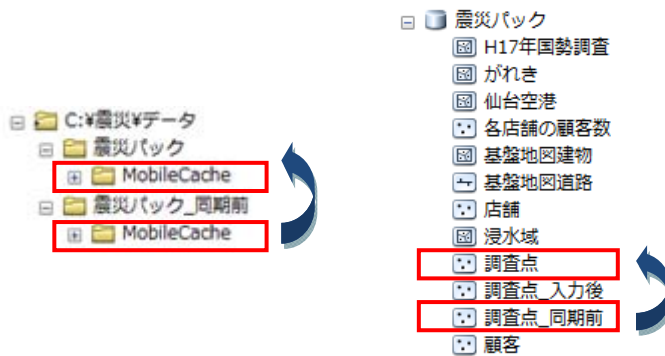 C:¥震災¥データ
震災パック
MobileCache
震災パック_同期前
MobileCache
震災パック
H17年国勢調査
がれき
仙台空港
各店舗の顧客数
基盤地図建物
基盤地図道路
店舗
浸水域
調査点
調査点_入力後
調査点_同期前
顧客